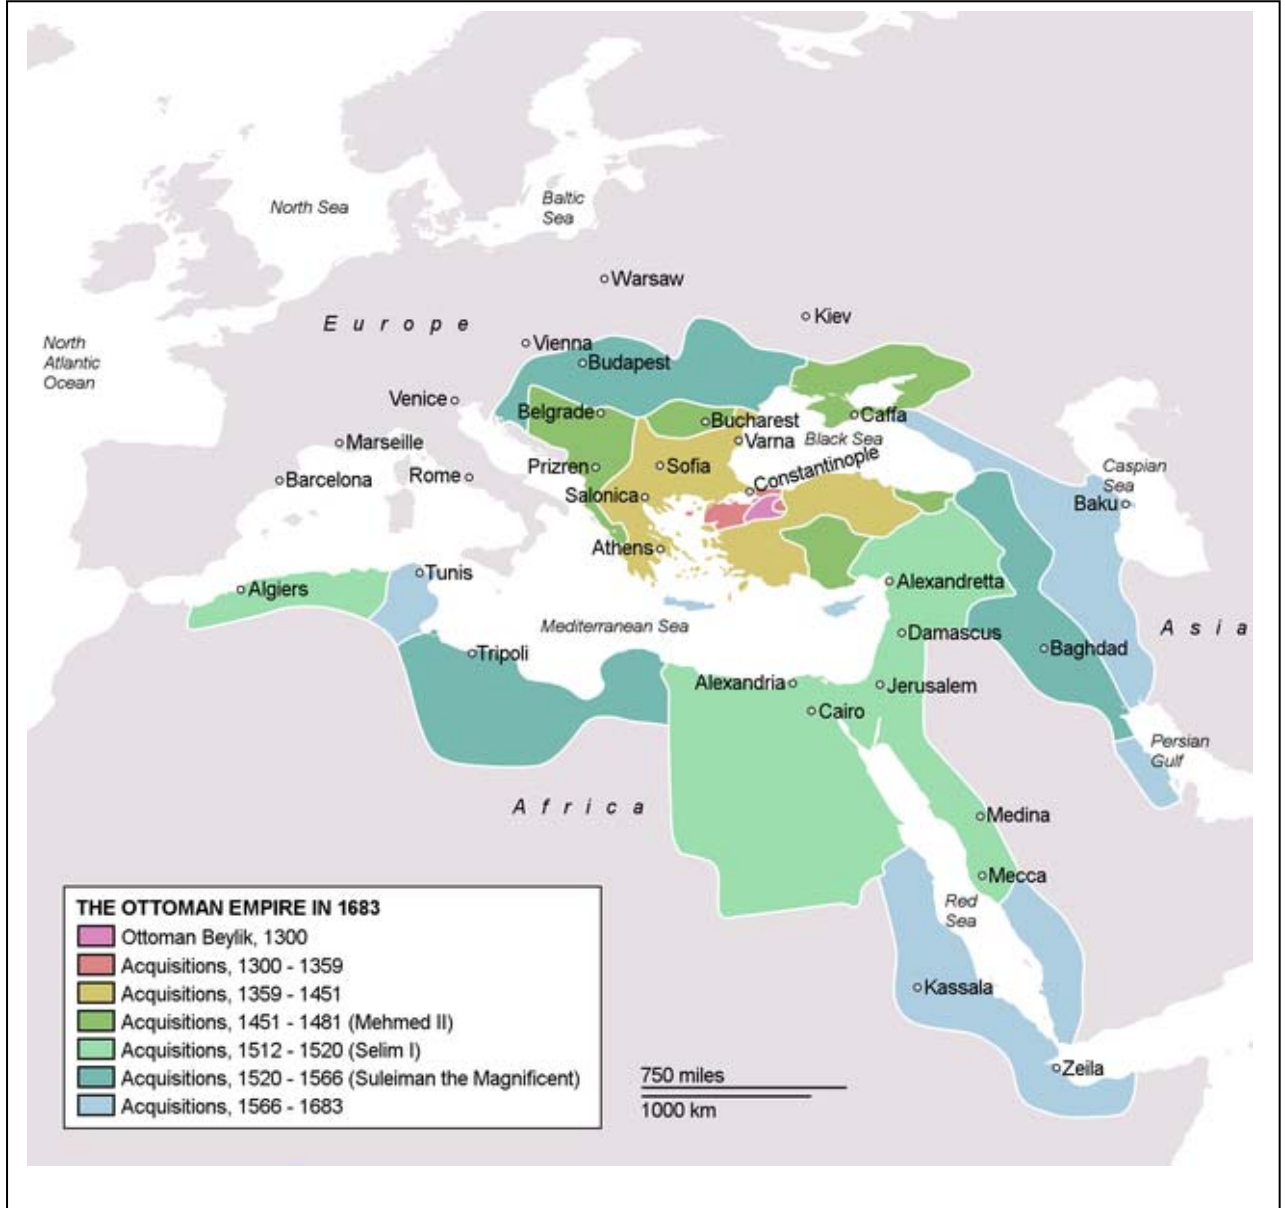 North Sea
Baltic
Sea
Warsaw
Kiev
Europe
North
Atlantic
Ocean
Vienna
Budapest
Venice
Belgrade
Bucharest
Caffa
Marseille
Varna
Black Sea
Barcelona
Rome
Prizren
Sofia
Constantinople
Caspian
Sea
Salonica
Baku
Athens
Tunis
Algiers
Alexandretta
Mediterranean Sea
Damascus
Asia
Tripoli
Baghdad
Alexandria
Jerusalem
Cairo
Persian
Gulf
Africa
Medina
Mecca
Red
Sea
Kassala
Zeila
THE OTTOMAN EMPIRE IN 1683
Ottoman Beylik, 1300
Acquisitions, 1300 - 1359
Acquisitions, 1359 - 1451
Acquisitions, 1451 - 1481 (Mehmed II)
Acquisitions, 1512 - 1520 (Selim I)
Acquisitions, 1520 - 1566 (Suleiman the Magnificent)
Acquisitions, 1566 - 1683
750 miles
1000 km